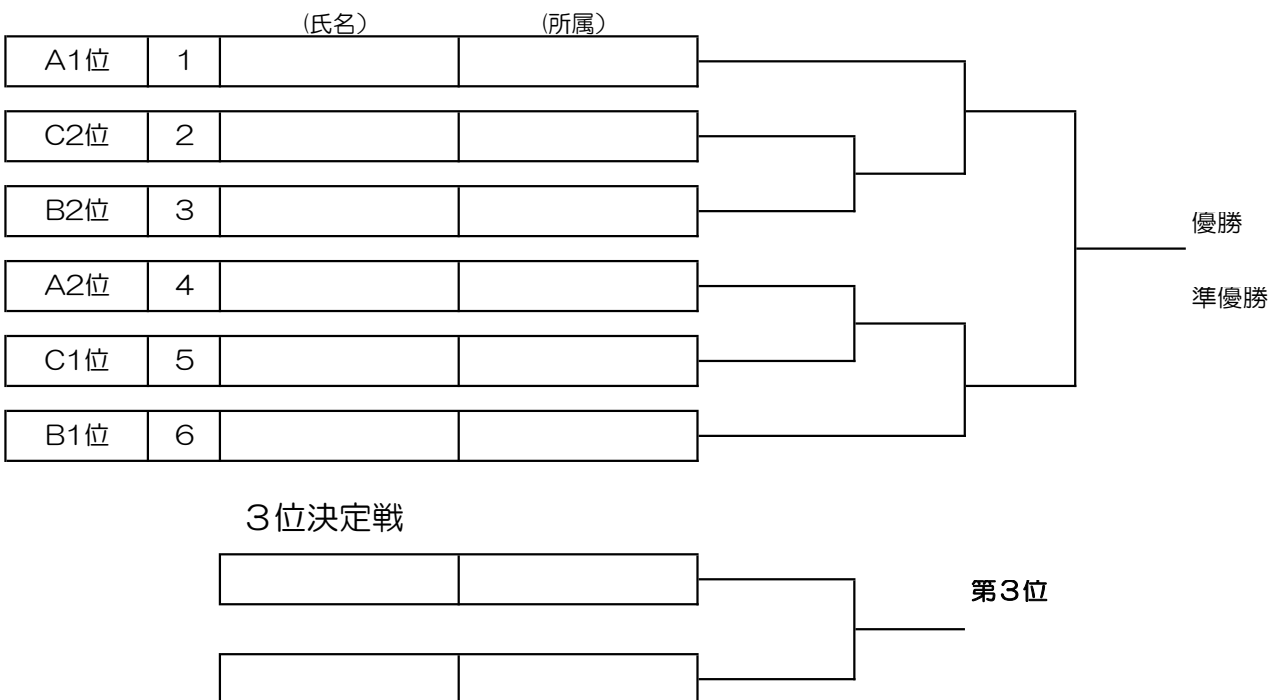 (氏名) (所属)
A1位 1
C2位 2
B2位 3
優勝
A2位 4
準優勝
C1位 5
B1位 6
３位決定戦
第３位